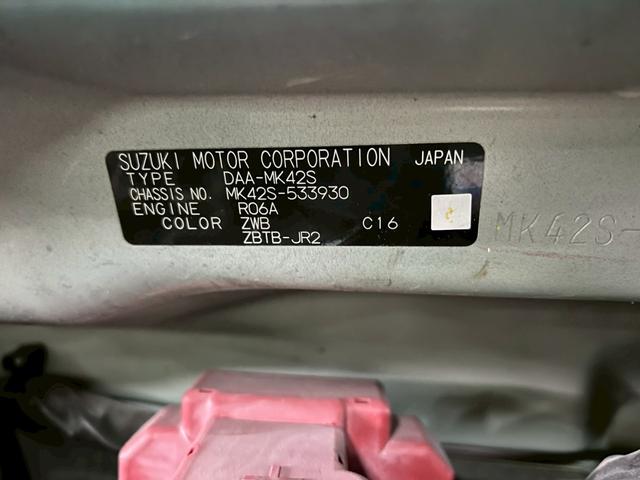 SUZUKI MOTOR CORPORATION JAPAN
TYPE DAA-MK42S
CHASSIS NO. MK42S-533930
ENGINE R06A
COLOR ZWB C16
ZBTB-JR2
MK42S-